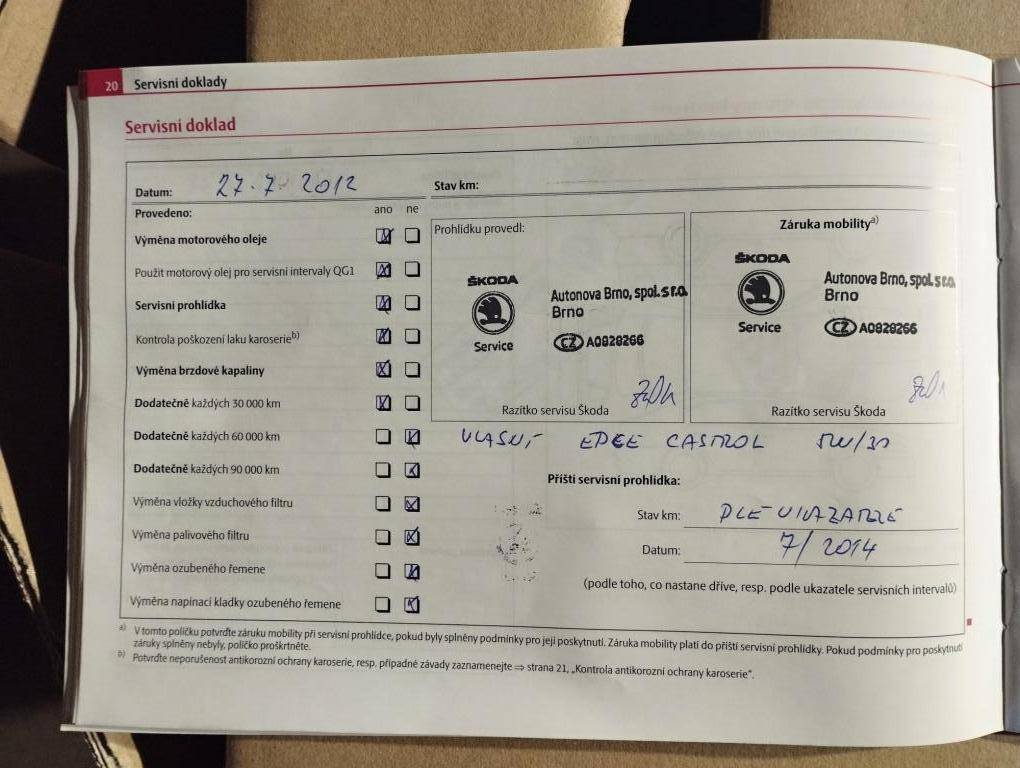 20 Servisní doklady
Servisní doklad
Datum: 27.7 2012
Stav km:
Provedeno: ano ne
Výměna motorového oleje
Použit motorový olej pro servisní intervaly QG1
Servisní prohlídka
Kontrola poškození laku karoserie b)
Výměna brzdové kapaliny
Dodatečně každých 30 000 km
Dodatečně každých 60 000 km
Dodatečně každých 90 000 km
Výměna vložky vzduchového filtru
Výměna palivového filtru
Výměna ozubeného řemene
Výměna napínací kladky ozubeného řemene
Prohlídku provedl:
ŠKODA
Service
Autonova Brno, spol. s r.o.
Brno
CZ A0828266
Razítko servisu Škoda
Záruka mobility a)
ŠKODA
Service
Autonova Brno, spol. s r.o.
Brno
CZ A0828266
Razítko servisu Škoda
VLASNÍ EDGE CASTROL 5W/30
Příští servisní prohlídka:
Stav km: DLE UKAZATELE
Datum: 7/2014
(podle toho, co nastane dříve, resp. podle ukazatele servisních intervalů)
a) V tomto políčku potvrďte záruku mobility při servisní prohlídce, pokud byly splněny podmínky pro její poskytnutí. Záruka mobility platí do příští servisní prohlídky. Pokud podmínky pro poskytnutí
záruky splněny nebyly, políčko proškrtněte.
b) Potvrďte neporušenost antikorozní ochrany karoserie, resp. případné závady zaznamenejte ⇒ strana 21, „Kontrola antikorozní ochrany karoserie".